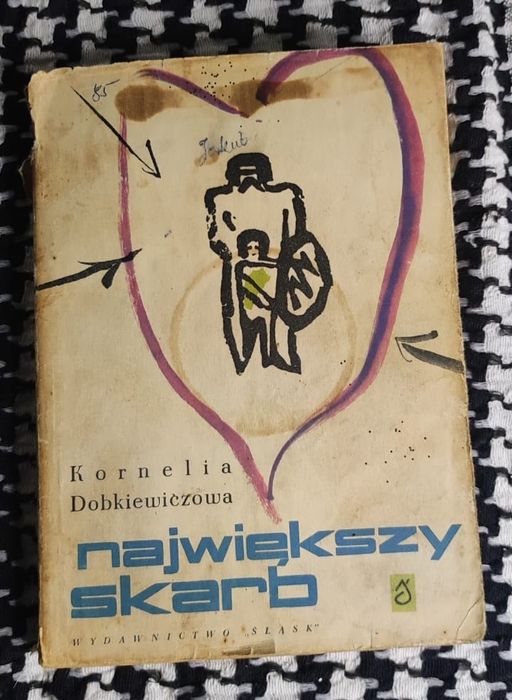 85
Kornelia
Dobkiewiczowa
największy
skarb
WYDAWNICTWO „ŚLĄSK"